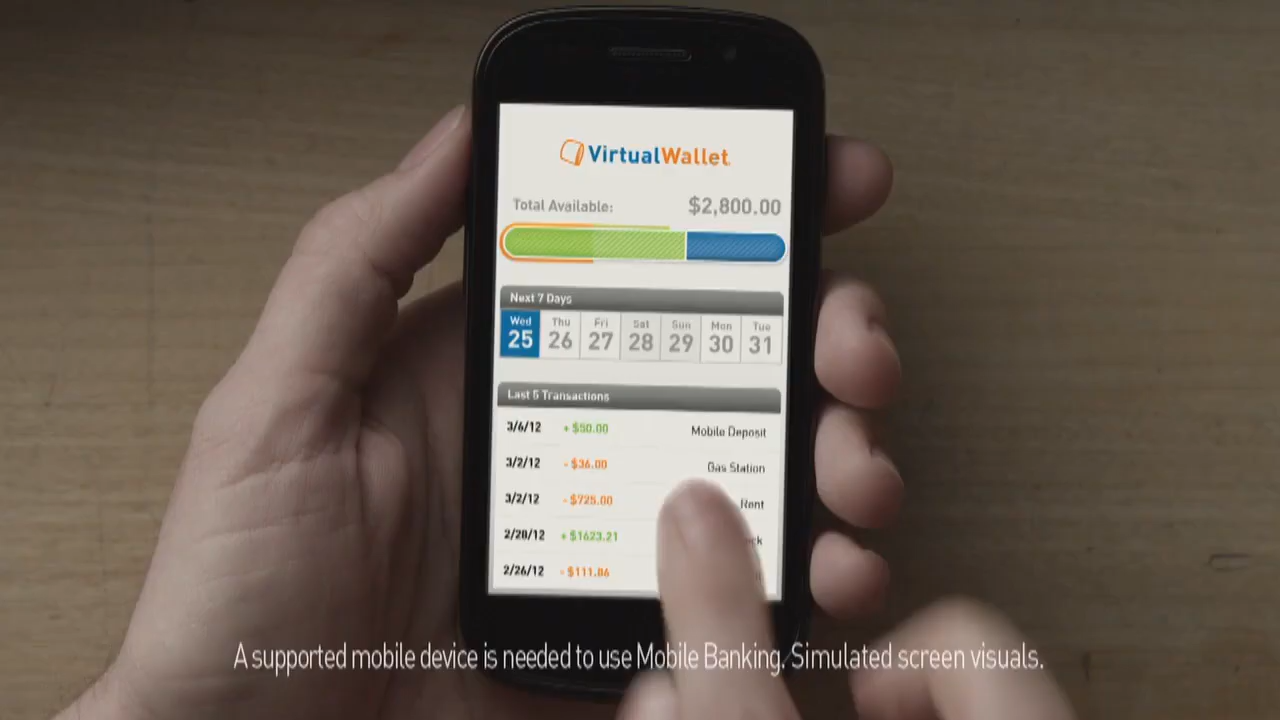 VirtualWallet
Total Available: $2,800.00
Next 7 Days
Wed Thu Fri Sat Sun Mon Tue
25 26 27 28 29 30 31
Last 5 Transactions
3/6/12 + $50.00 Mobile Deposit
3/2/12 - $36.00 Gas Station
3/2/12 - $725.00 Rent
2/28/12 + $1623.21
2/26/12 - $111.86
A supported mobile device is needed to use Mobile Banking. Simulated screen visuals.